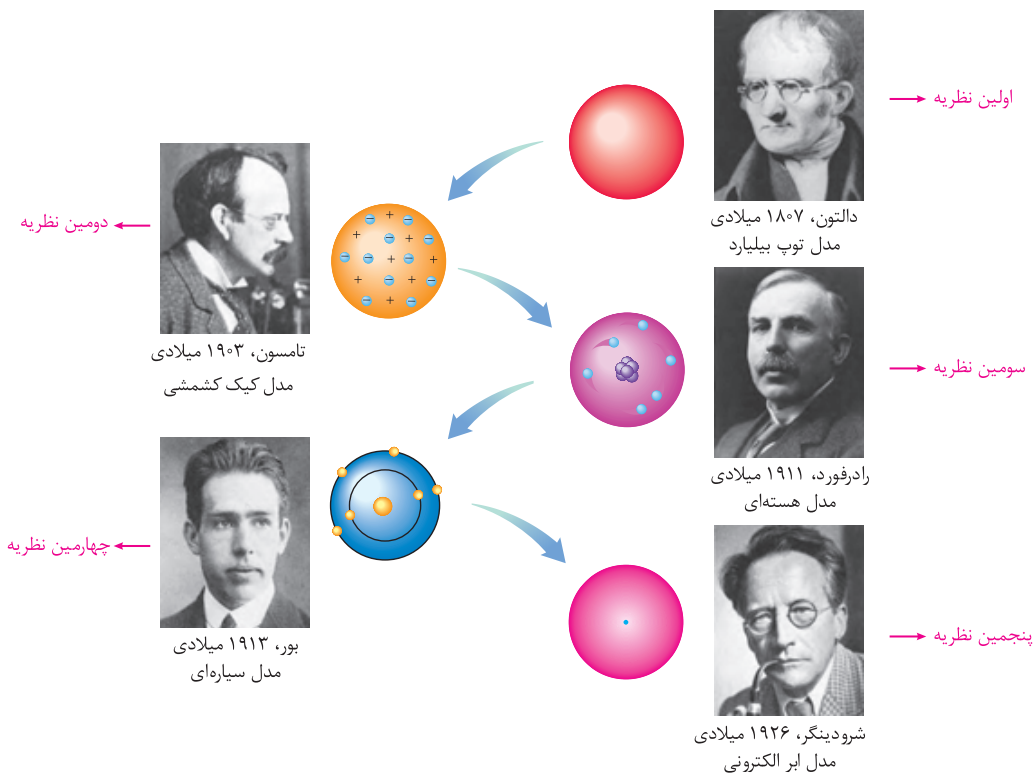 اولین نظریه
دالتون، ۱۸۰۷ میلادی
مدل توپ بیلیارد
دومین نظریه
تامسون، ۱۹۰۳ میلادی
مدل کیک کشمشی
سومین نظریه
رادرفورد، ۱۹۱۱ میلادی
مدل هسته‌ای
چهارمین نظریه
بور، ۱۹۱۳ میلادی
مدل سیاره‌ای
پنجمین نظریه
شرودینگر، ۱۹۲۶ میلادی
مدل ابر الکترونی